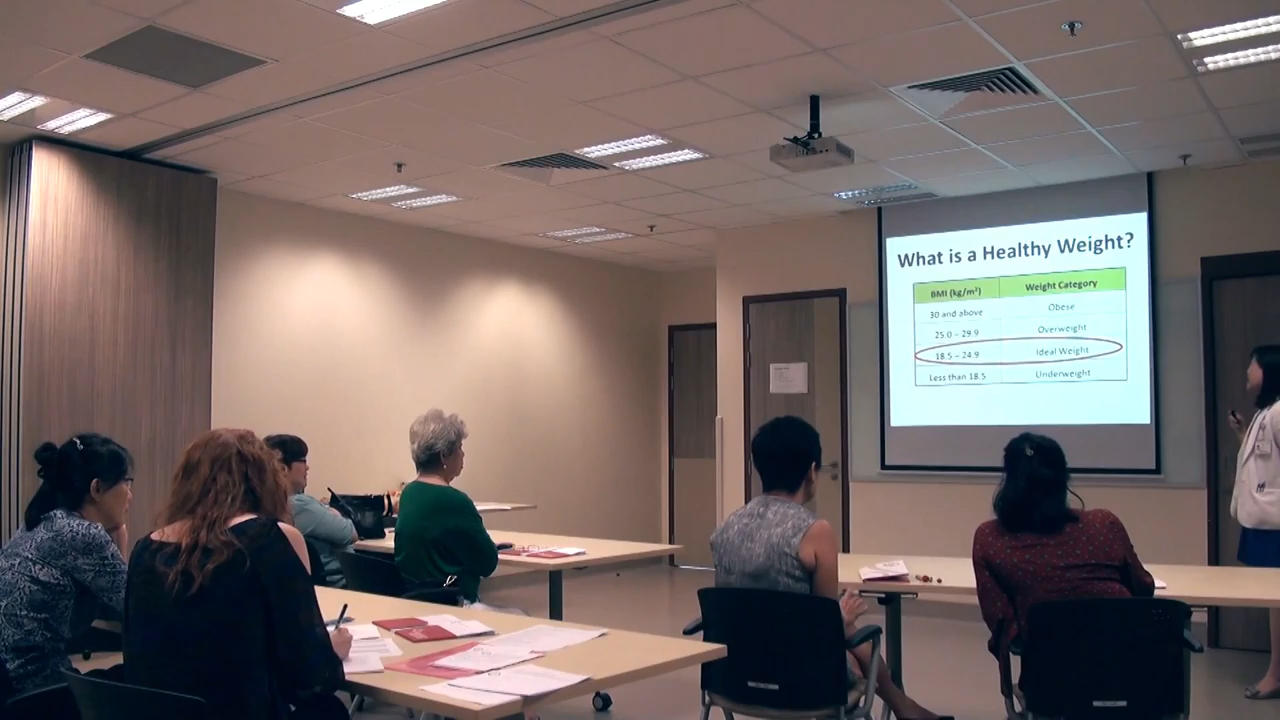 What is a Healthy Weight?
BMI (kg/m²) Weight Category
30 and above Obese
25.0 – 29.9 Overweight
18.5 – 24.9 Ideal Weight
Less than 18.5 Underweight